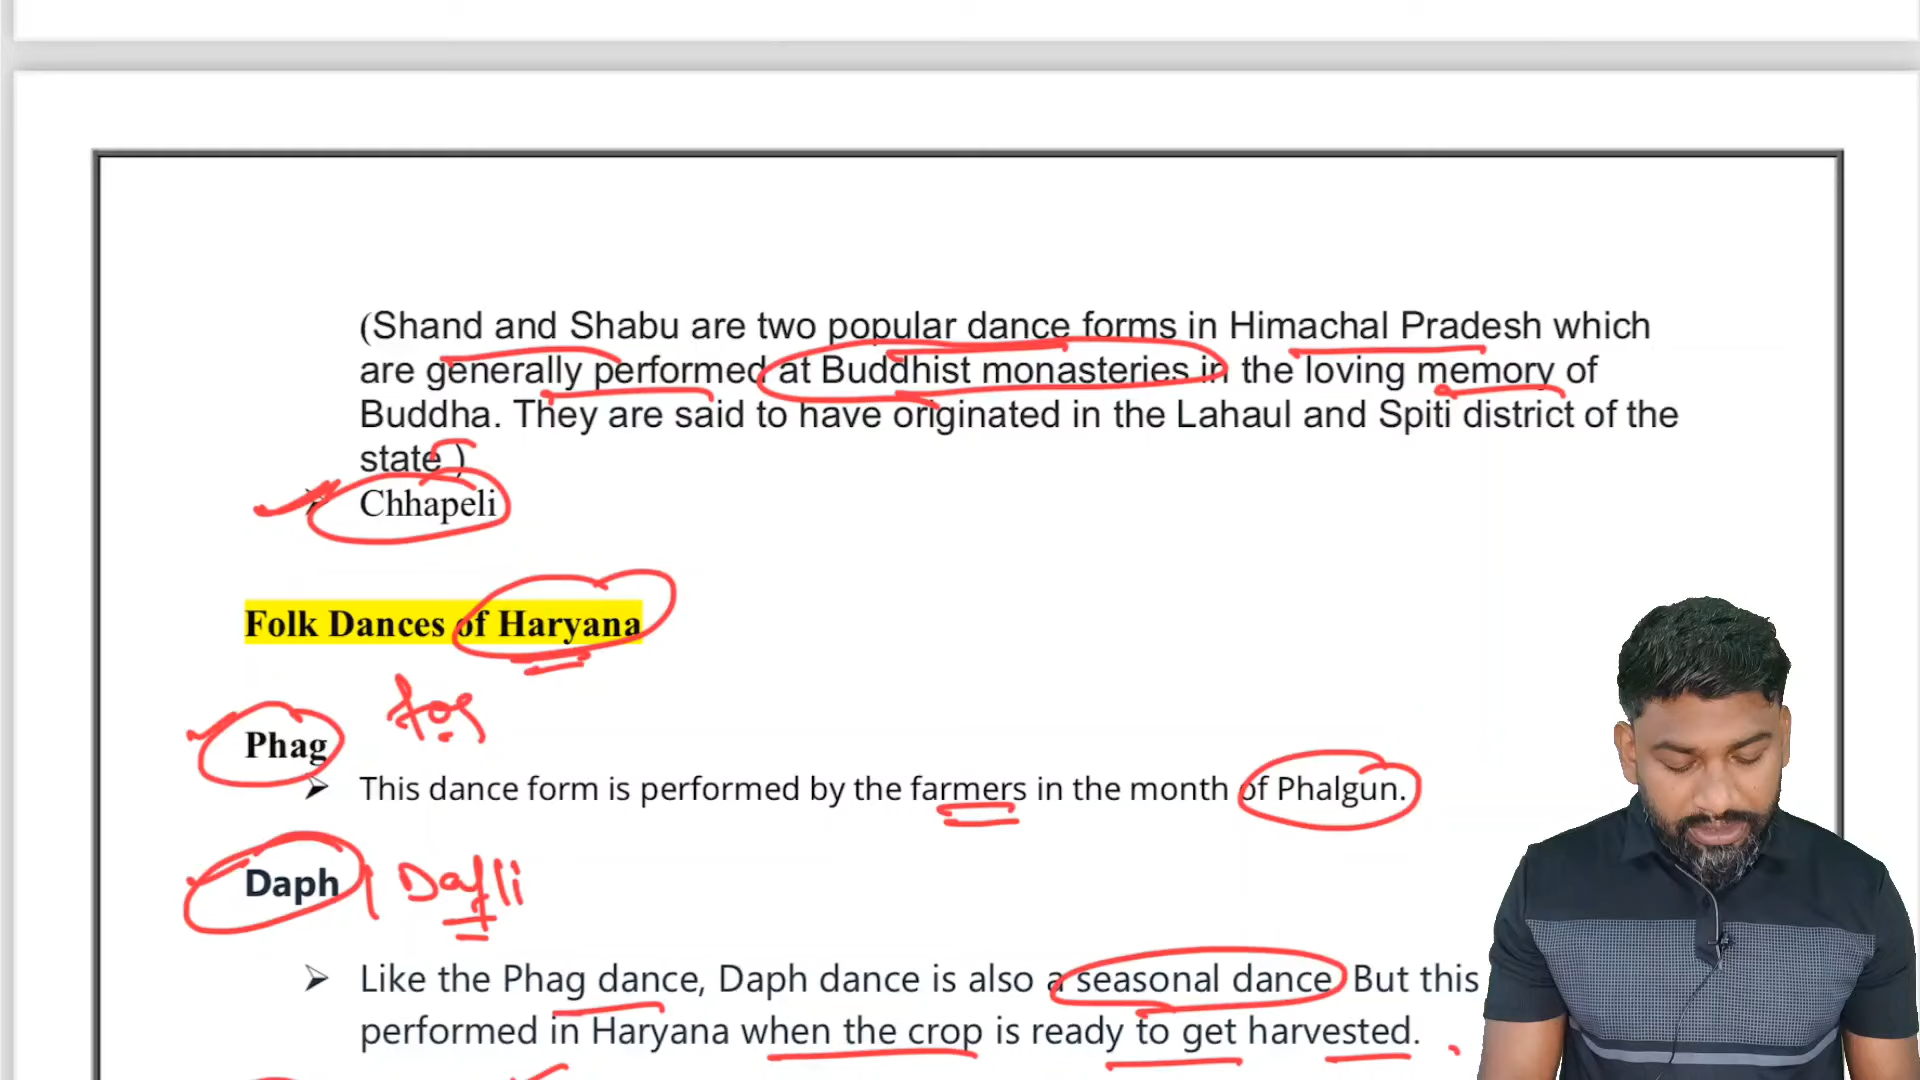 (Shand and Shabu are two popular dance forms in Himachal Pradesh which
are generally performed at Buddhist monasteries in the loving memory of
Buddha. They are said to have originated in the Lahaul and Spiti district of the
state )
➤ Chhapeli
Folk Dances of Haryana
Phag
➤ This dance form is performed by the farmers in the month of Phalgun.
Daph Dafli
➤ Like the Phag dance, Daph dance is also a seasonal dance But this
performed in Haryana when the crop is ready to get harvested.